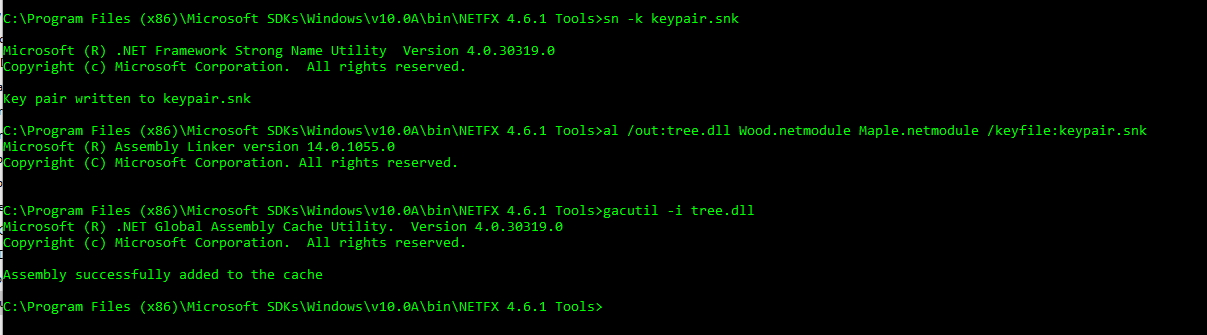 C:\Program Files (x86)\Microsoft SDKs\Windows\v10.0A\bin\NETFX 4.6.1 Tools>sn -k keypair.snk
Microsoft (R) .NET Framework Strong Name Utility  Version 4.0.30319.0
Copyright (c) Microsoft Corporation.  All rights reserved.
Key pair written to keypair.snk
C:\Program Files (x86)\Microsoft SDKs\Windows\v10.0A\bin\NETFX 4.6.1 Tools>al /out:tree.dll Wood.netmodule Maple.netmodule /keyfile:keypair.snk
Microsoft (R) Assembly Linker version 14.0.1055.0
Copyright (C) Microsoft Corporation. All rights reserved.
C:\Program Files (x86)\Microsoft SDKs\Windows\v10.0A\bin\NETFX 4.6.1 Tools>gacutil -i tree.dll
Microsoft (R) .NET Global Assembly Cache Utility.  Version 4.0.30319.0
Copyright (c) Microsoft Corporation.  All rights reserved.
Assembly successfully added to the cache
C:\Program Files (x86)\Microsoft SDKs\Windows\v10.0A\bin\NETFX 4.6.1 Tools>